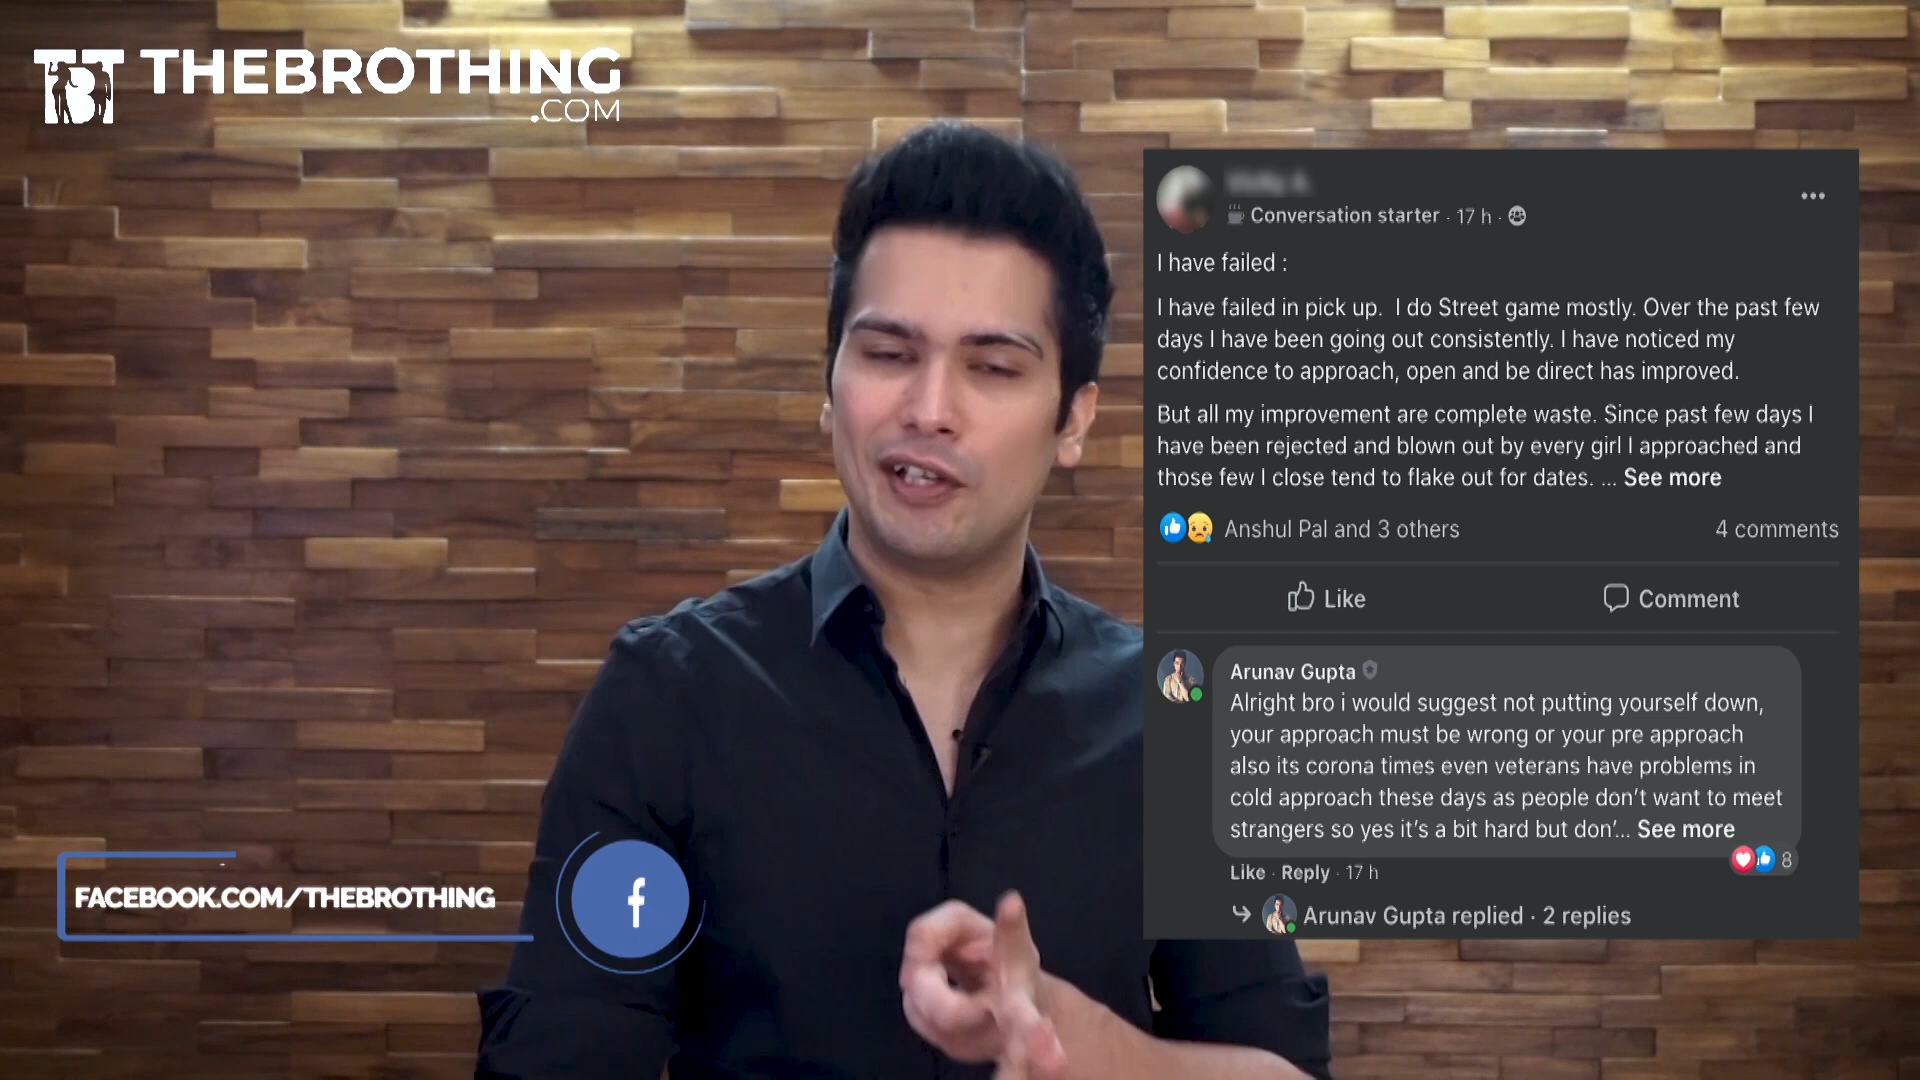 THEBROTHING
.COM
Conversation starter · 17 h ·
I have failed :
I have failed in pick up. I do Street game mostly. Over the past few
days I have been going out consistently. I have noticed my
confidence to approach, open and be direct has improved.
But all my improvement are complete waste. Since past few days I
have been rejected and blown out by every girl I approached and
those few I close tend to flake out for dates. ... See more
Anshul Pal and 3 others
4 comments
Like
Comment
Arunav Gupta
Alright bro i would suggest not putting yourself down,
your approach must be wrong or your pre approach
also its corona times even veterans have problems in
cold approach these days as people don't want to meet
strangers so yes it's a bit hard but don'... See more
8
Like · Reply · 17 h
Arunav Gupta replied · 2 replies
FACEBOOK.COM/THEBROTHING
f